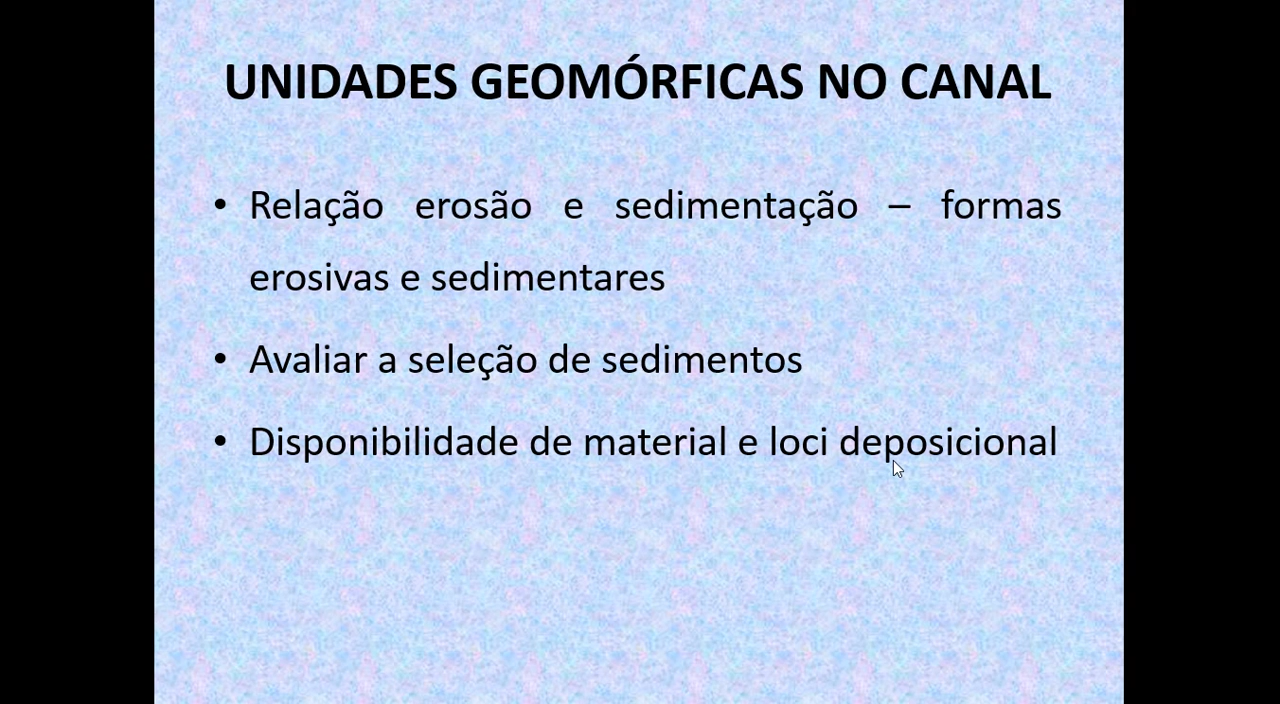 UNIDADES GEOMÓRFICAS NO CANAL
• Relação erosão e sedimentação – formas
erosivas e sedimentares
• Avaliar a seleção de sedimentos
• Disponibilidade de material e loci deposicional